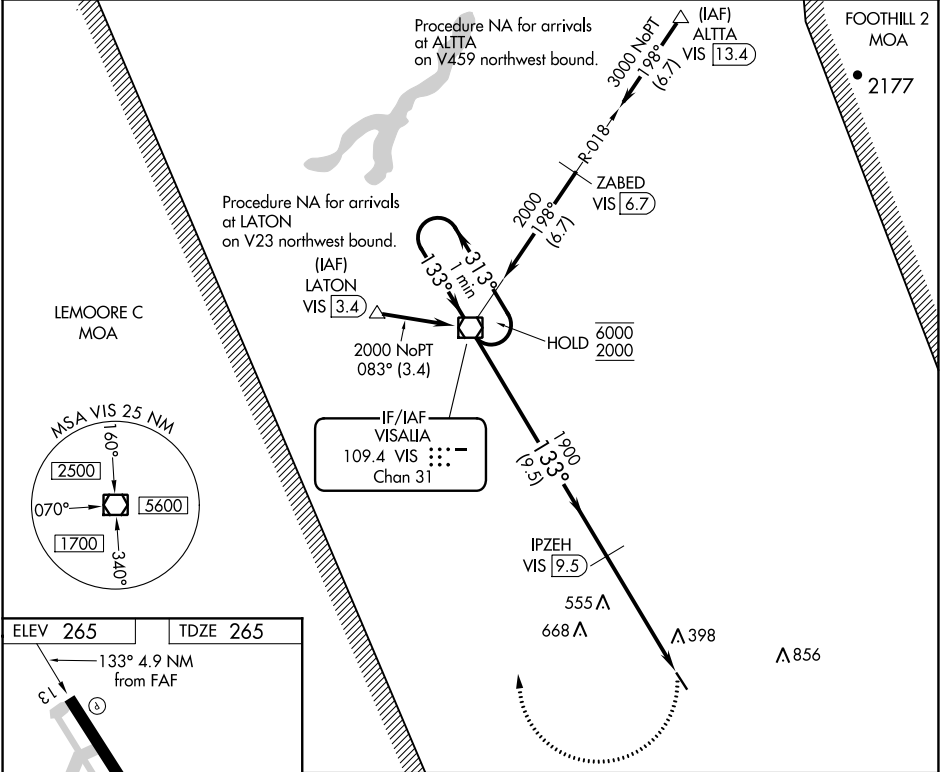 Procedure NA for arrivals
at ALTTA
on V459 northwest bound.
(IAF)
ALTTA
VIS 13.4
FOOTHILL 2
MOA
2177
3000 NoPT
198°
(6.7)
R-018
ZABED
VIS 6.7
2000
198°
(6.7)
Procedure NA for arrivals
at LATON
on V23 northwest bound.
(IAF)
LATON
VIS 3.4
313°
1 min
133°
LEMOORE C
MOA
HOLD 6000
2000
2000 NoPT
083° (3.4)
IF/IAF
VISALIA
109.4 VIS
Chan 31
MSA VIS 25 NM
160°
2500
070°
5600
1700
340°
1900
133°
(9.5)
IPZEH
VIS 9.5
555
668
398
856
ELEV 265
TDZE 265
133° 4.9 NM
from FAF
13
P